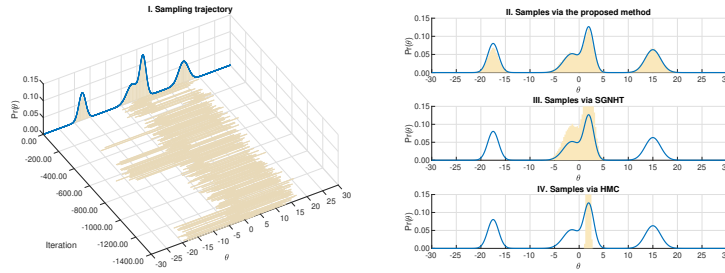 I. Sampling trajectory
0.15
0.10
0.05
0.00
Pr(θ)
0.00
-200.00
-400.00
-600.00
-800.00
-1000.00
-1200.00
-1400.00
Iteration
-30 -25 -20 -15 -10 -5 0 5 10 15 20 25 30
θ
II. Samples via the proposed method
0.15
0.10
0.05
0.00
Pr(θ)
-30 -25 -20 -15 -10 -5 0 5 10 15 20 25 30
θ
III. Samples via SGNHT
0.15
0.10
0.05
0.00
Pr(θ)
-30 -25 -20 -15 -10 -5 0 5 10 15 20 25 30
θ
IV. Samples via HMC
0.15
0.10
0.05
0.00
Pr(θ)
-30 -25 -20 -15 -10 -5 0 5 10 15 20 25 30
θ